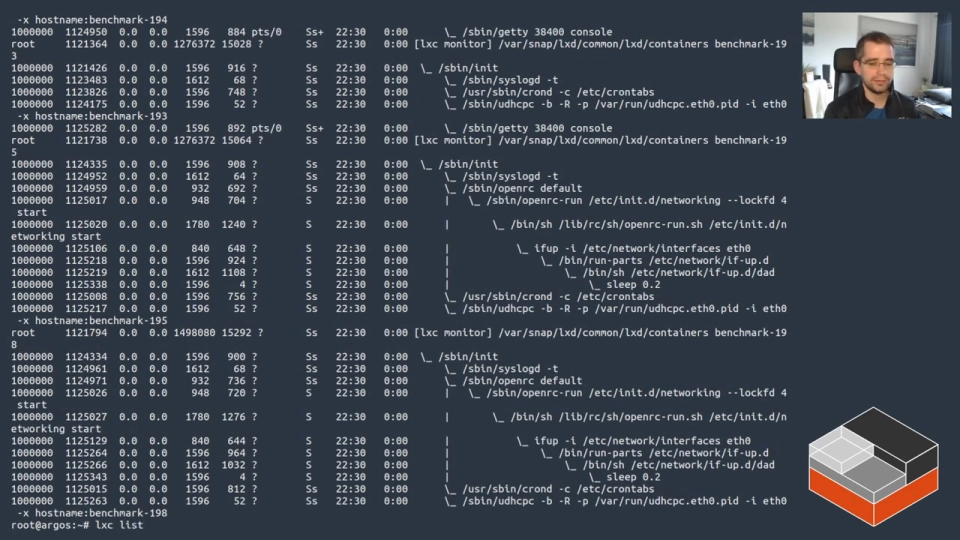 -x hostname:benchmark-194
1000000 1124950 0.0 0.0 1596 884 pts/0 Ss+ 22:30 0:00 \_ /sbin/getty 38400 console
root 1121364 0.0 0.0 1276372 15028 ? Ss 22:30 0:00 [lxc monitor] /var/snap/lxd/common/lxd/containers benchmark-19
3
1000000 1121426 0.0 0.0 1596 916 ? Ss 22:30 0:00 \_ /sbin/init
1000000 1123483 0.0 0.0 1612 68 ? Ss 22:30 0:00 \_ /sbin/syslogd -t
1000000 1123826 0.0 0.0 1596 748 ? Ss 22:30 0:00 \_ /usr/sbin/crond -c /etc/crontabs
1000000 1124175 0.0 0.0 1596 52 ? Ss 22:30 0:00 \_ /sbin/udhcpc -b -R -p /var/run/udhcpc.eth0.pid -i eth0
-x hostname:benchmark-193
1000000 1125282 0.0 0.0 1596 892 pts/0 Ss+ 22:30 0:00 \_ /sbin/getty 38400 console
root 1121738 0.0 0.0 1276372 15064 ? Ss 22:30 0:00 [lxc monitor] /var/snap/lxd/common/lxd/containers benchmark-19
5
1000000 1124335 0.0 0.0 1596 908 ? Ss 22:30 0:00 \_ /sbin/init
1000000 1124952 0.0 0.0 1612 64 ? Ss 22:30 0:00 \_ /sbin/syslogd -t
1000000 1124959 0.0 0.0 932 692 ? Ss 22:30 0:00 \_ /sbin/openrc default
1000000 1125017 0.0 0.0 948 704 ? S 22:30 0:00 | \_ /sbin/openrc-run /etc/init.d/networking --lockfd 4
start
1000000 1125020 0.0 0.0 1780 1240 ? S 22:30 0:00 | \_ /bin/sh /lib/rc/sh/openrc-run.sh /etc/init.d/n
etworking start
1000000 1125106 0.0 0.0 840 648 ? S 22:30 0:00 | \_ ifup -i /etc/network/interfaces eth0
1000000 1125218 0.0 0.0 1596 924 ? S 22:30 0:00 | \_ /bin/run-parts /etc/network/if-up.d
1000000 1125219 0.0 0.0 1612 1108 ? S 22:30 0:00 | \_ /bin/sh /etc/network/if-up.d/dad
1000000 1125338 0.0 0.0 1596 4 ? S 22:30 0:00 | \_ sleep 0.2
1000000 1125008 0.0 0.0 1596 756 ? Ss 22:30 0:00 \_ /usr/sbin/crond -c /etc/crontabs
1000000 1125217 0.0 0.0 1596 52 ? Ss 22:30 0:00 \_ /sbin/udhcpc -b -R -p /var/run/udhcpc.eth0.pid -i eth0
-x hostname:benchmark-195
root 1121794 0.0 0.0 1498080 15292 ? Ss 22:30 0:00 [lxc monitor] /var/snap/lxd/common/lxd/containers benchmark-19
8
1000000 1124334 0.0 0.0 1596 900 ? Ss 22:30 0:00 \_ /sbin/init
1000000 1124961 0.0 0.0 1612 68 ? Ss 22:30 0:00 \_ /sbin/syslogd -t
1000000 1124971 0.0 0.0 932 736 ? Ss 22:30 0:00 \_ /sbin/openrc default
1000000 1125026 0.0 0.0 948 720 ? S 22:30 0:00 | \_ /sbin/openrc-run /etc/init.d/networking --lockfd 4
start
1000000 1125027 0.0 0.0 1780 1276 ? S 22:30 0:00 | \_ /bin/sh /lib/rc/sh/openrc-run.sh /etc/init.d/n
etworking start
1000000 1125129 0.0 0.0 840 644 ? S 22:30 0:00 | \_ ifup -i /etc/network/interfaces eth0
1000000 1125264 0.0 0.0 1596 964 ? S 22:30 0:00 | \_ /bin/run-parts /etc/network/if-up.d
1000000 1125266 0.0 0.0 1612 1032 ? S 22:30 0:00 | \_ /bin/sh /etc/network/if-up.d/dad
1000000 1125343 0.0 0.0 1596 4 ? S 22:30 0:00 | \_ sleep 0.2
1000000 1125015 0.0 0.0 1596 812 ? Ss 22:30 0:00 \_ /usr/sbin/crond -c /etc/crontabs
1000000 1125263 0.0 0.0 1596 52 ? Ss 22:30 0:00 \_ /sbin/udhcpc -b -R -p /var/run/udhcpc.eth0.pid -i eth0
-x hostname:benchmark-198
root@argos:~# lxc list